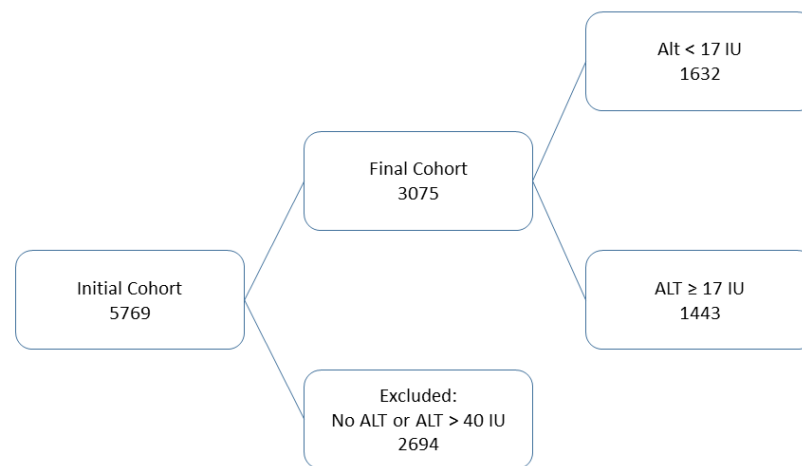 Alt < 17 IU
1632
Final Cohort
3075
Initial Cohort
5769
ALT ≥ 17 IU
1443
Excluded:
No ALT or ALT > 40 IU
2694